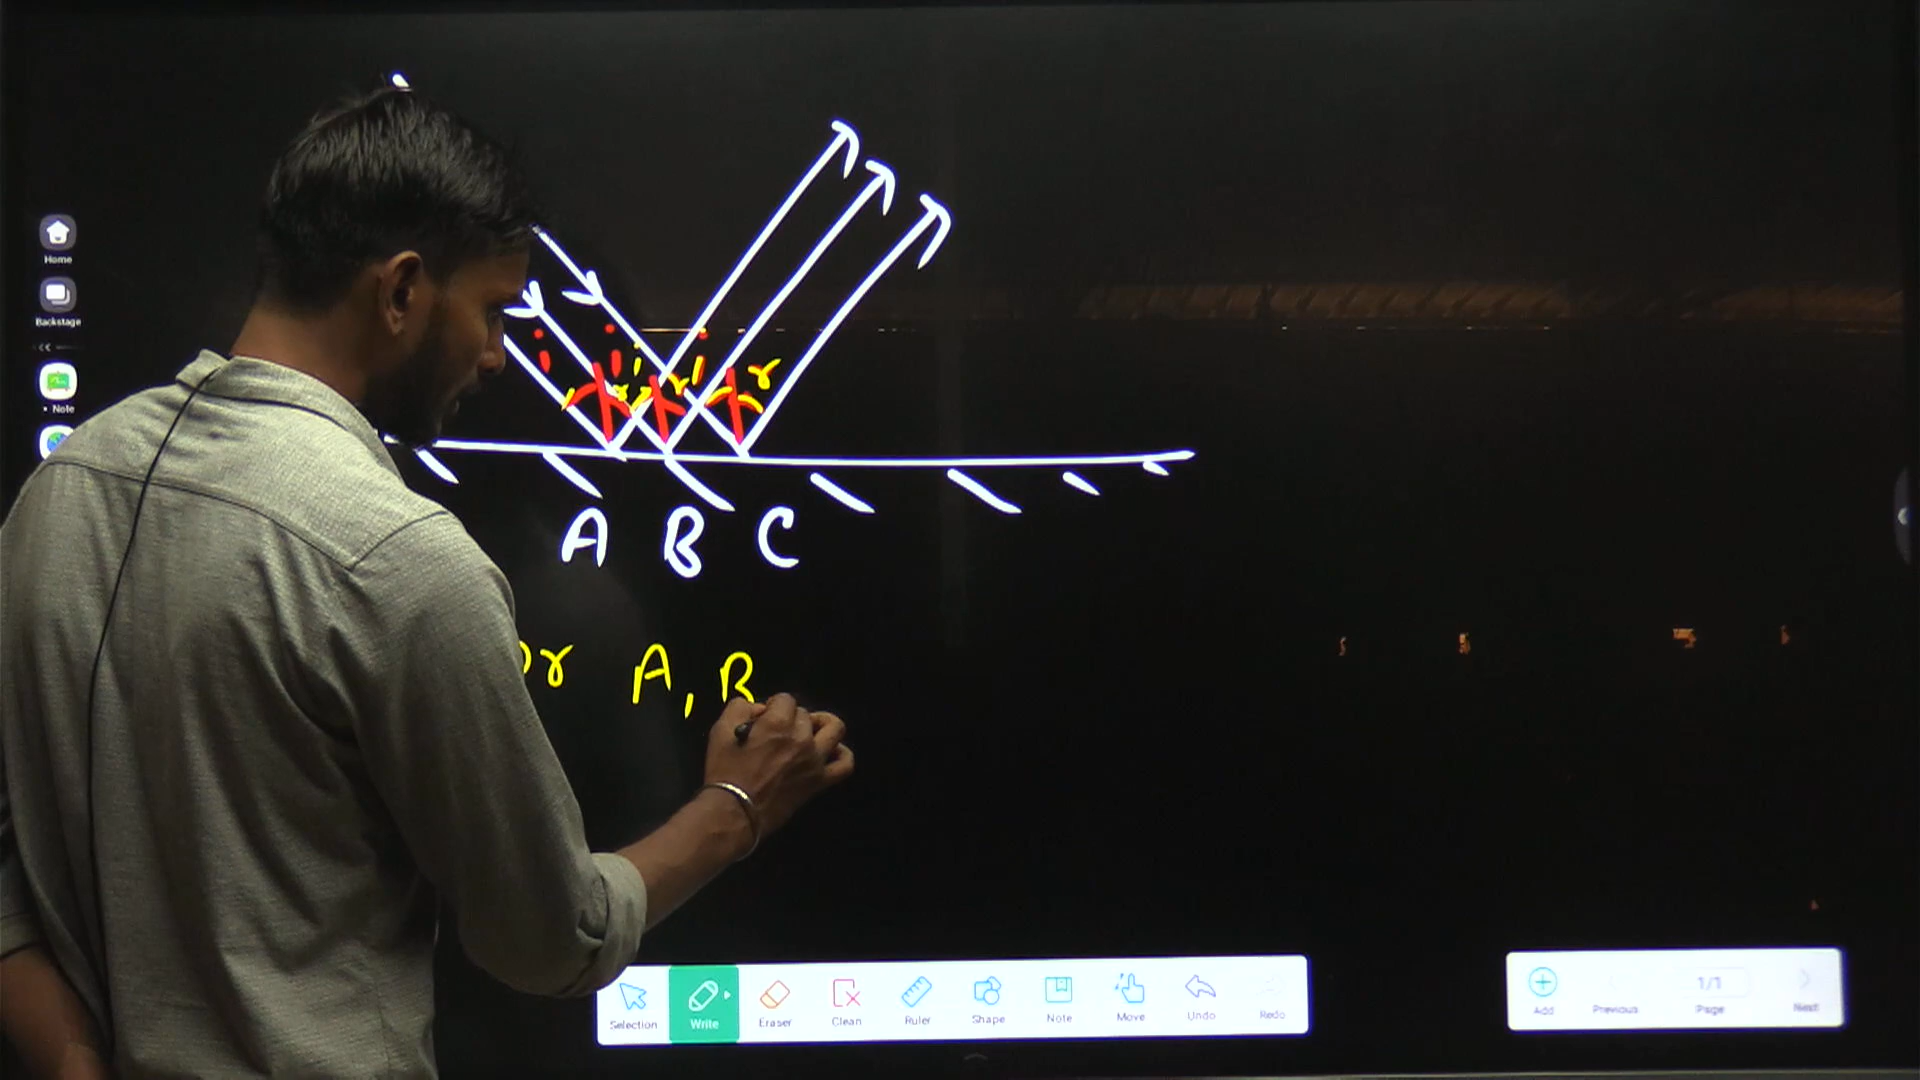 Home
Backstage
Note
i i i r i r
A B C
or A, B
Selection Write Eraser Clean Ruler Shape Note Move Undo Redo
Add Previous 1/1 Page Next